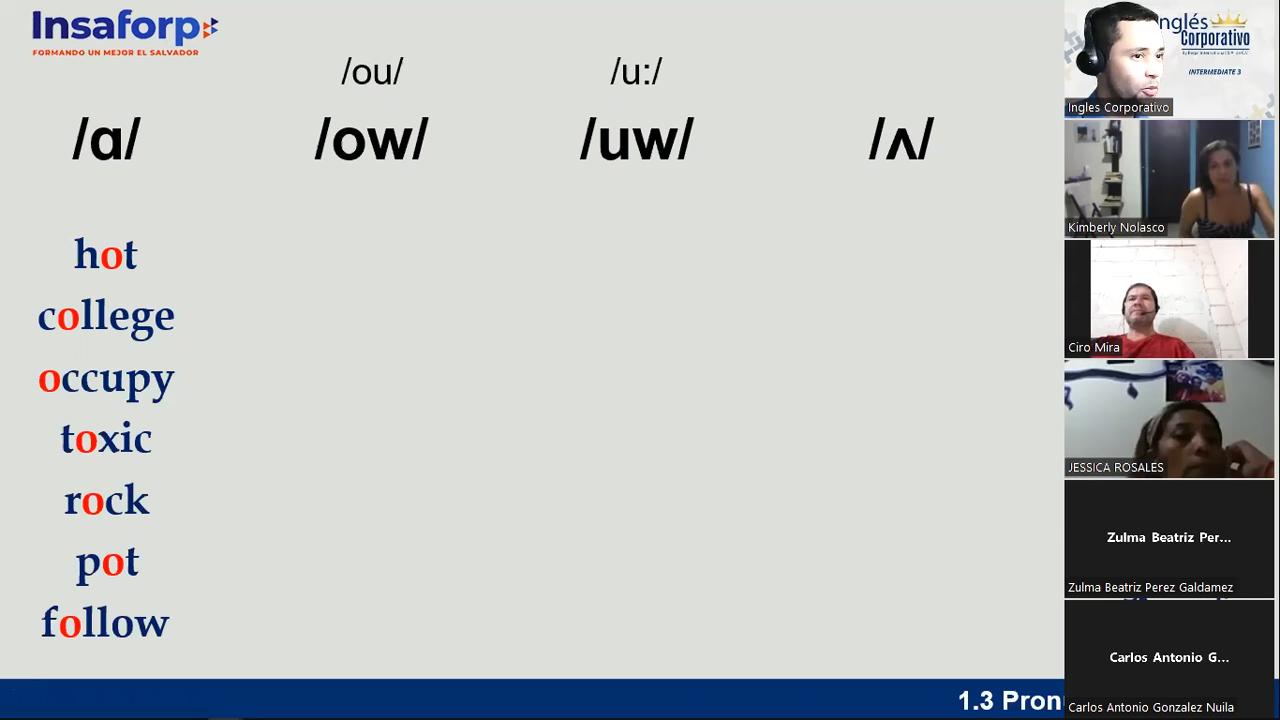 Insaforp
FORMANDO UN MEJOR EL SALVADOR
/ou/
/u:/
/ɑ/
/ow/
/uw/
/ʌ/
hot
college
occupy
toxic
rock
pot
follow
1.3 Pron
Inglés
Corporativo
INTERMEDIATE 3
Ingles Corporativo
Kimberly Nolasco
Ciro Mira
JESSICA ROSALES
Zulma Beatriz Per...
Zulma Beatriz Perez Galdamez
Carlos Antonio G...
Carlos Antonio Gonzalez Nuila